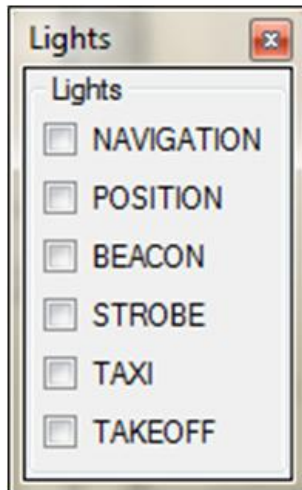 Lights
Lights
NAVIGATION
POSITION
BEACON
STROBE
TAXI
TAKEOFF